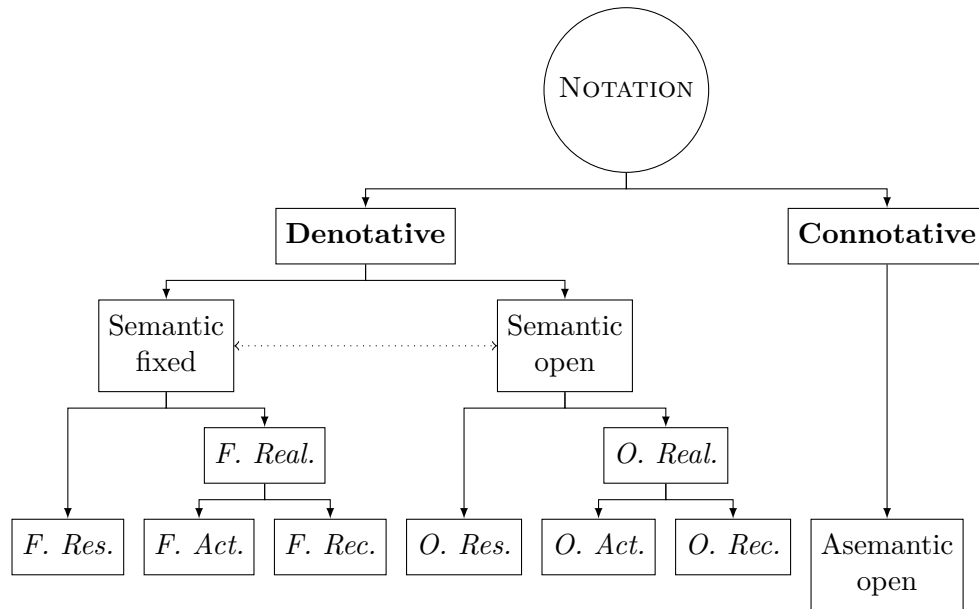 NOTATION
Denotative
Connotative
Semantic
fixed
Semantic
open
F. Real.
O. Real.
F. Res.
F. Act.
F. Rec.
O. Res.
O. Act.
O. Rec.
Asemantic
open